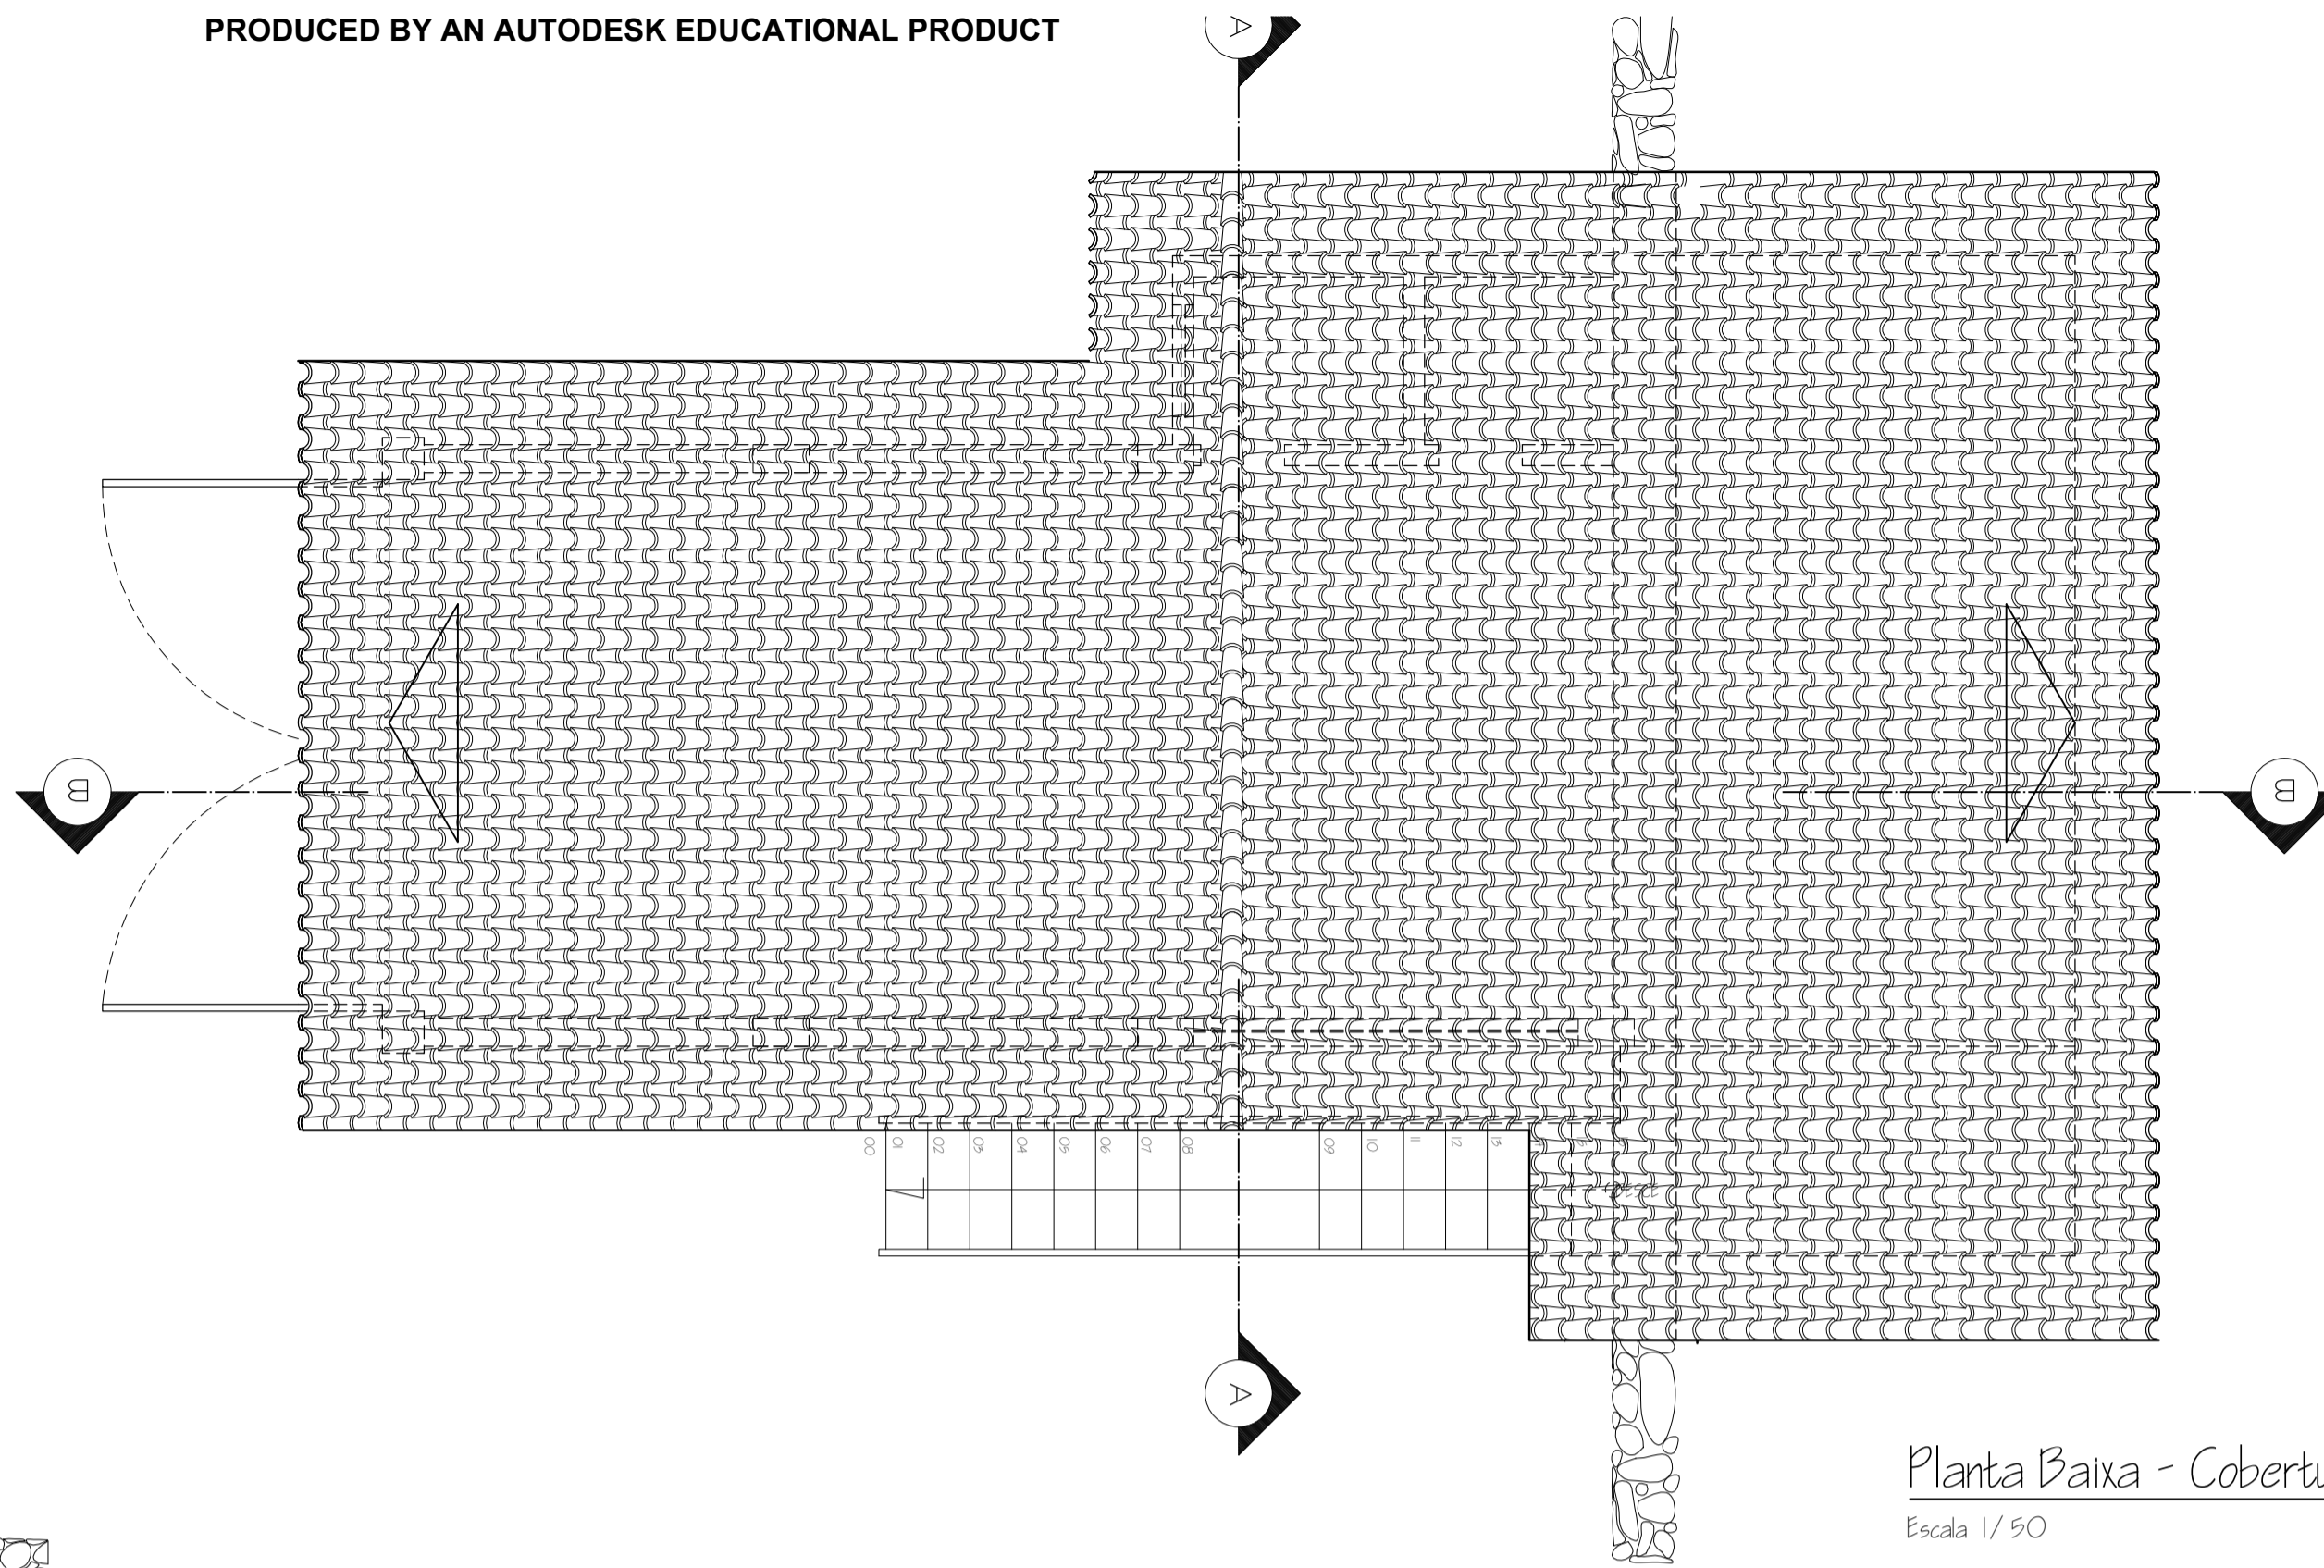 PRODUCED BY AN AUTODESK EDUCATIONAL PRODUCT
A
B
B
00 01 02 03 04 05 06 07 08 09 10 11 12 13
DESCE
A
Planta Baixa - Cobertu
Escala 1/50